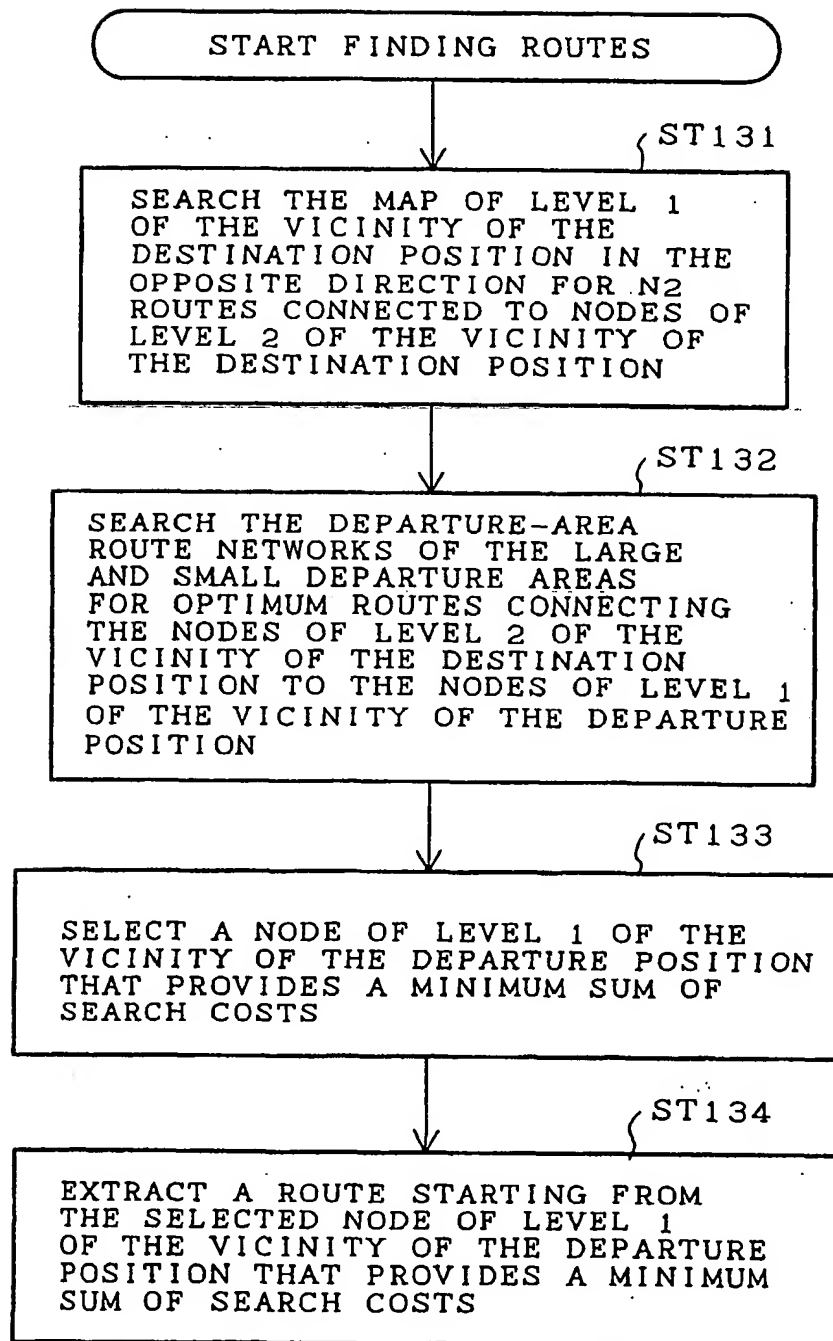 START FINDING ROUTES
ST131
SEARCH THE MAP OF LEVEL 1
OF THE VICINITY OF THE
DESTINATION POSITION IN THE
OPPOSITE DIRECTION FOR N2
ROUTES CONNECTED TO NODES OF
LEVEL 2 OF THE VICINITY OF
THE DESTINATION POSITION
ST132
SEARCH THE DEPARTURE-AREA
ROUTE NETWORKS OF THE LARGE
AND SMALL DEPARTURE AREAS
FOR OPTIMUM ROUTES CONNECTING
THE NODES OF LEVEL 2 OF THE
VICINITY OF THE DESTINATION
POSITION TO THE NODES OF LEVEL 1
OF THE VICINITY OF THE DEPARTURE
POSITION
ST133
SELECT A NODE OF LEVEL 1 OF THE
VICINITY OF THE DEPARTURE POSITION
THAT PROVIDES A MINIMUM SUM OF
SEARCH COSTS
ST134
EXTRACT A ROUTE STARTING FROM
THE SELECTED NODE OF LEVEL 1
OF THE VICINITY OF THE DEPARTURE
POSITION THAT PROVIDES A MINIMUM
SUM OF SEARCH COSTS